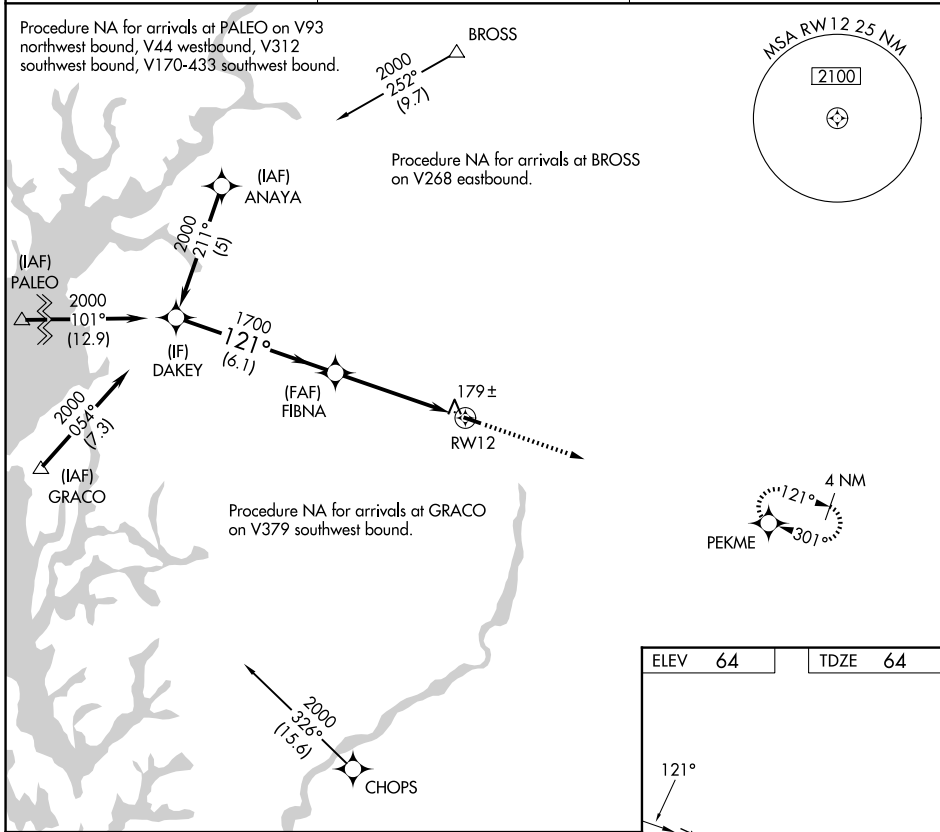 Procedure NA for arrivals at PALEO on V93
northwest bound, V44 westbound, V312
southwest bound, V170-433 southwest bound.
BROSS
2000
252°
(9.7)
MSA RW12 25 NM
2100
Procedure NA for arrivals at BROSS
on V268 eastbound.
(IAF)
ANAYA
2000
211°
(5)
(IAF)
PALEO
2000
101°
(12.9)
(IF)
DAKEY
1700
121°
(6.1)
(FAF)
FIBNA
179±
RW12
2000
054°
(7.3)
(IAF)
GRACO
Procedure NA for arrivals at GRACO
on V379 southwest bound.
4 NM
121°
301°
PEKME
2000
326°
(15.6)
CHOPS
ELEV 64
TDZE 64
121°